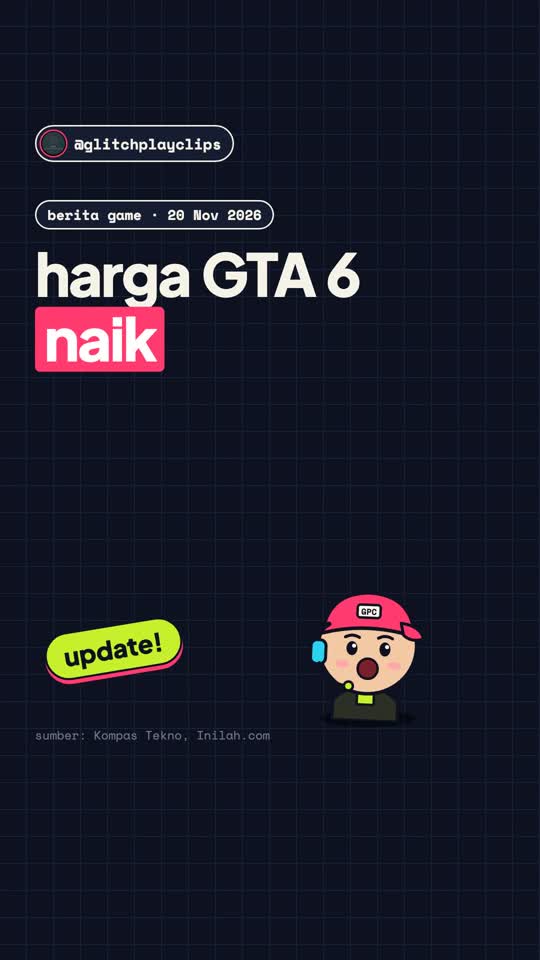 @glitchplayclips
berita game · 20 Nov 2026
harga GTA 6
naik
GPC
update!
sumber: Kompas Tekno, Inilah.com